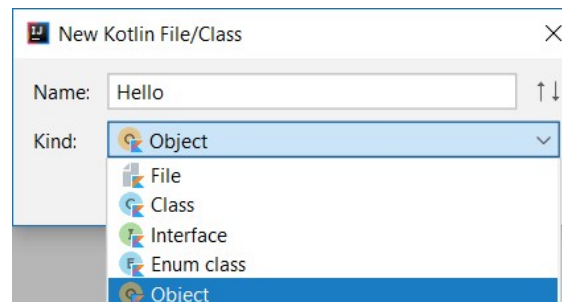 New Kotlin File/Class
Name: Hello
Kind: Object
File
Class
Interface
Enum class
Object